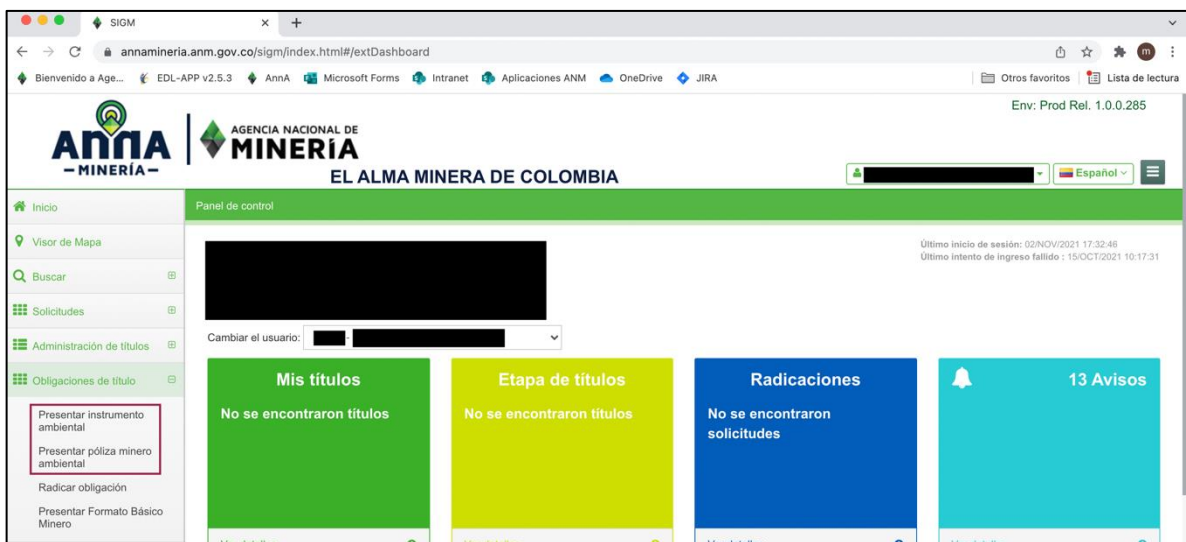 SIGM
annamineria.anm.gov.co/sigm/index.html#/extDashboard
m
Bienvenido a Age... EDL-APP v2.5.3 AnnA Microsoft Forms Intranet Aplicaciones ANM OneDrive JIRA Otros favoritos Lista de lectura
Env: Prod Rel. 1.0.0.285
ANNA
–MINERÍA–
AGENCIA NACIONAL DE
MINERÍA
EL ALMA MINERA DE COLOMBIA
Español
Inicio
Panel de control
Visor de Mapa
Último inicio de sesión: 02/NOV/2021 17:32:46
Último intento de ingreso fallido : 15/OCT/2021 10:17:31
Buscar
Solicitudes
Cambiar el usuario:
-
Administración de títulos
Obligaciones de título
Presentar instrumento
ambiental
Presentar póliza minero
ambiental
Radicar obligación
Presentar Formato Básico
Minero
Mis títulos
No se encontraron títulos
Etapa de títulos
No se encontraron títulos
Radicaciones
No se encontraron
solicitudes
13 Avisos